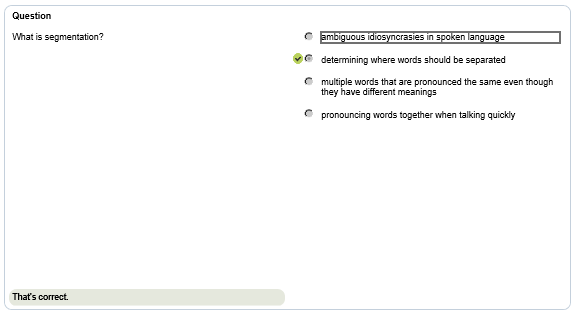 Question
What is segmentation?
ambiguous idiosyncrasies in spoken language
determining where words should be separated
multiple words that are pronounced the same even though
they have different meanings
pronouncing words together when talking quickly
That's correct.